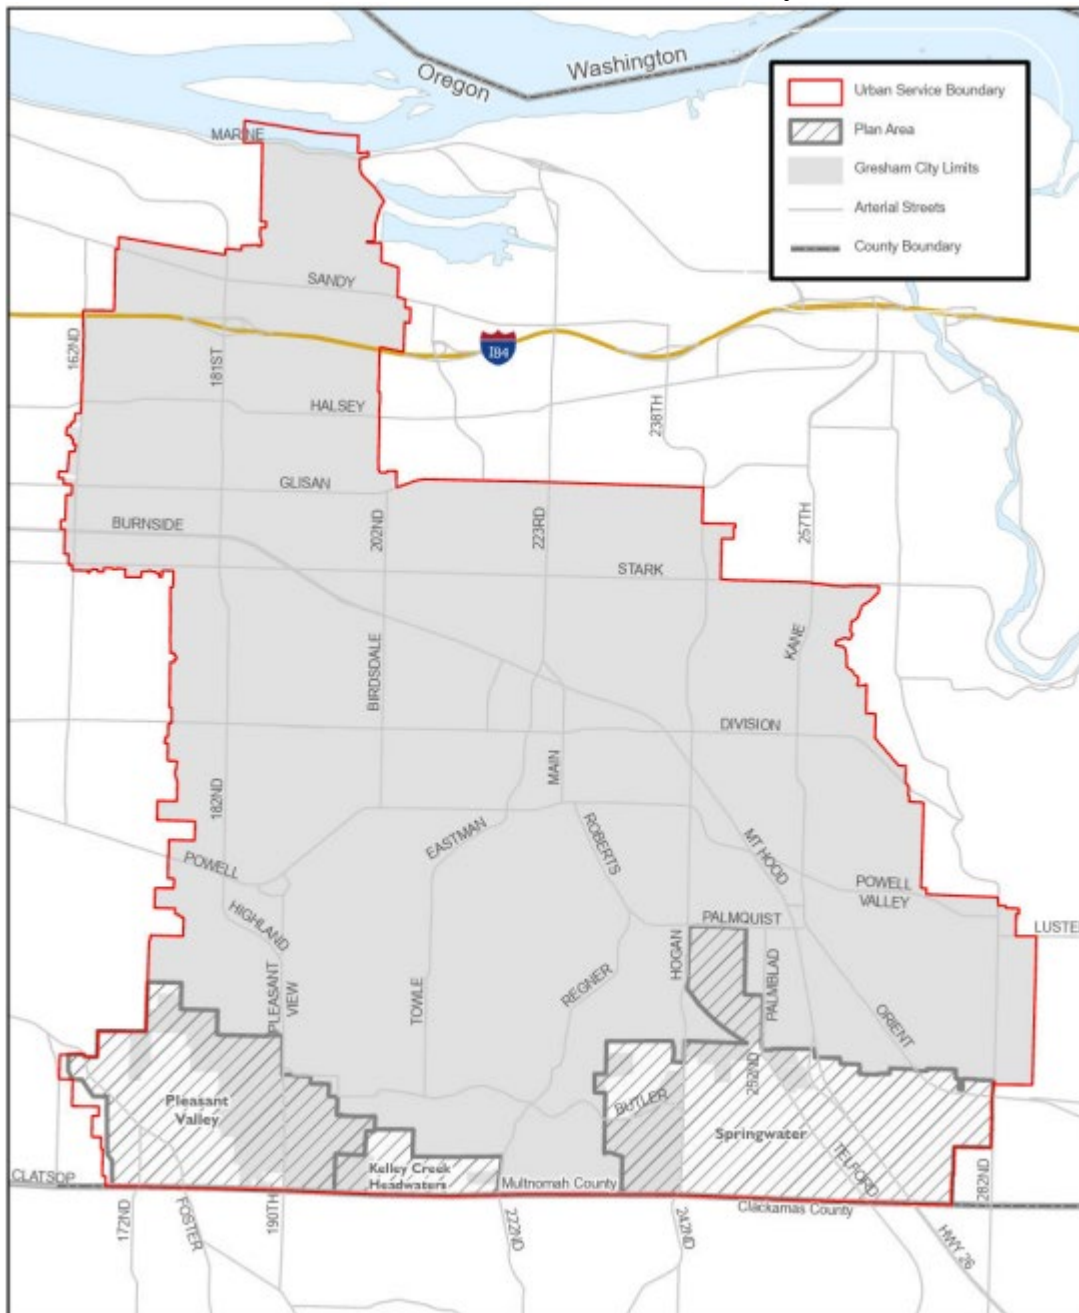 Oregon
Washington
Urban Service Boundary
Plan Area
Gresham City Limits
Arterial Streets
County Boundary
MARINE
SANDY
162ND
181ST
I84
HALSEY
238TH
GLISAN
BURNSIDE
202ND
223RD
257TH
STARK
BIRDSDALE
KANE
DIVISION
MAIN
182ND
EASTMAN
ROBERTS
MT HOOD
POWELL
POWELL
VALLEY
HIGHLAND
PALMQUIST
LUSTE
HOGAN
PLEASANT
VIEW
TOWLE
REGNER
PALMBLAD
ORIENT
262ND
Pleasant
Valley
BUTLER
Springwater
TELFORD
Kelley Creek
Headwaters
CLATSOP
Multnomah County
Clackamas County
282ND
172ND
FOSTER
190TH
222ND
242ND
HWY 26